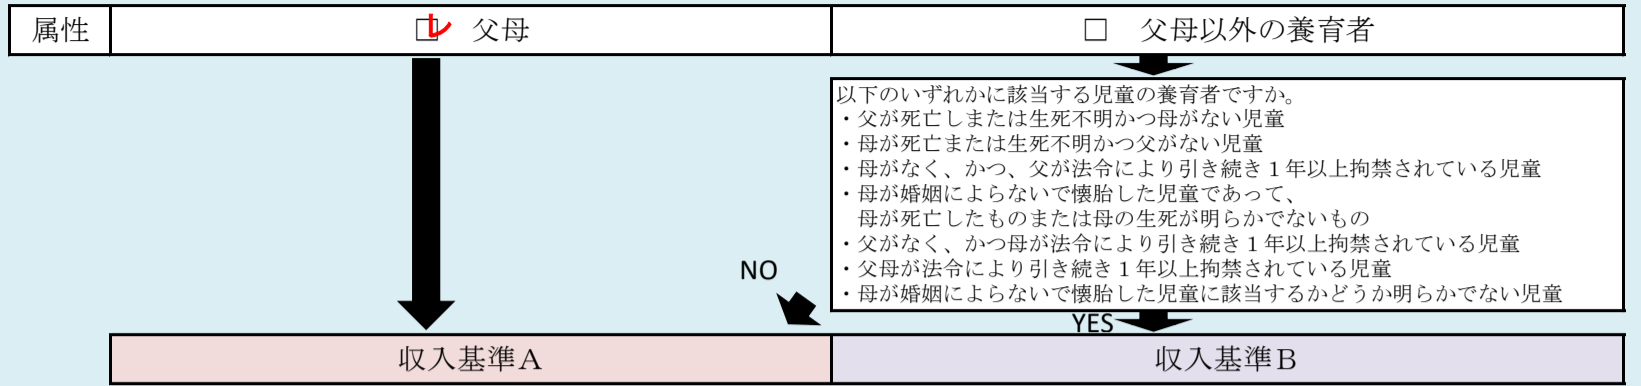 属性
☑ 父母
□ 父母以外の養育者
以下のいずれかに該当する児童の養育者ですか。
・父が死亡しまたは生死不明かつ母がない児童
・母が死亡または生死不明かつ父がない児童
・母がなく、かつ、父が法令により引き続き1年以上拘禁されている児童
・母が婚姻によらないで懐胎した児童であって、
母が死亡したものまたは母の生死が明らかでないもの
・父がなく、かつ母が法令により引き続き1年以上拘禁されている児童
・父母が法令により引き続き1年以上拘禁されている児童
・母が婚姻によらないで懐胎した児童に該当するかどうか明らかでない児童
NO
YES
収入基準A
収入基準B